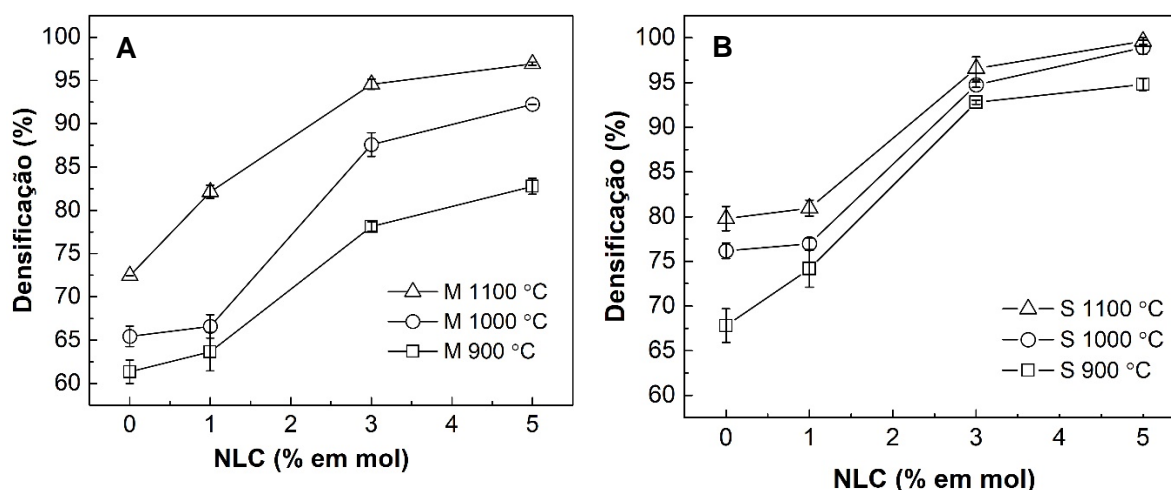 A
Densificação (%)
100
95
90
85
80
75
70
65
60
M 1100 °C
M 1000 °C
M 900 °C
0 1 2 3 4 5
NLC (% em mol)
B
Densificação (%)
100
95
90
85
80
75
70
65
60
S 1100 °C
S 1000 °C
S 900 °C
0 1 2 3 4 5
NLC (% em mol)